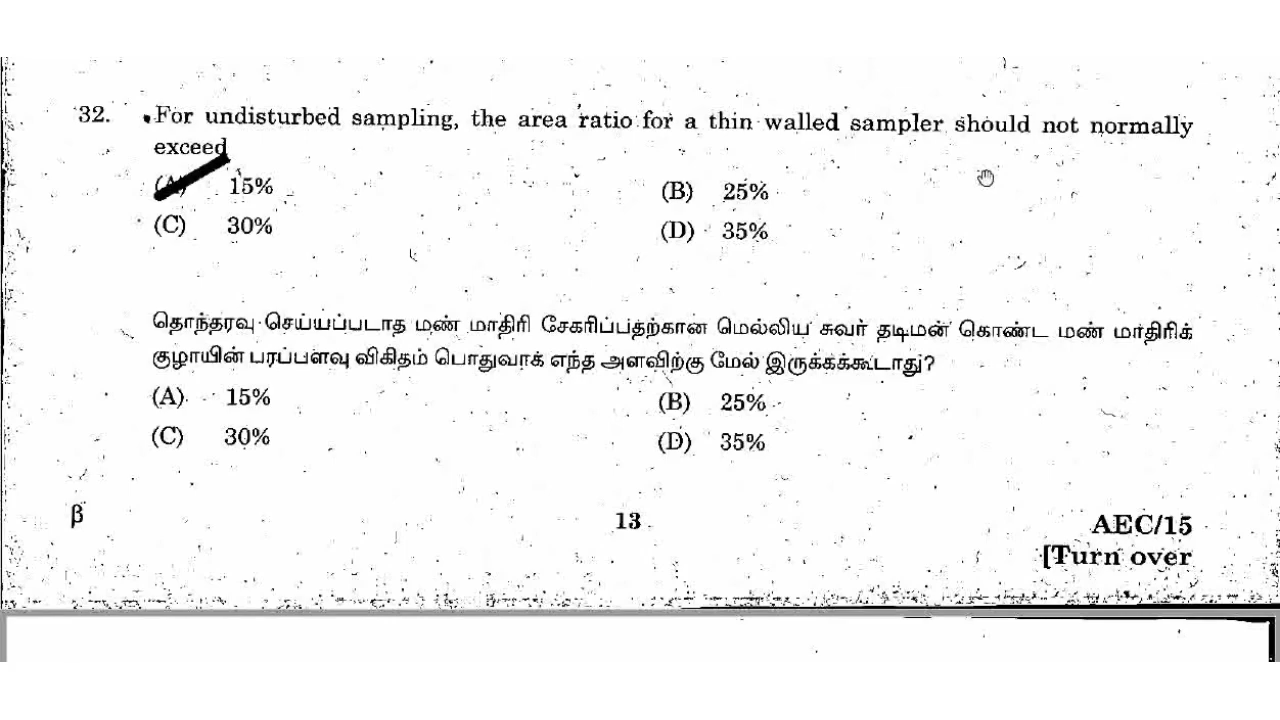 32. For undisturbed sampling, the area ratio for a thin walled sampler should not normally
exceed
(A) 15% (B) 25%
(C) 30% (D) 35%
தொந்தரவு செய்யப்படாத மண் மாதிரி சேகரிப்பதற்கான மெல்லிய சுவர் தடிமன் கொண்ட மண் மாதிரிக்
குழாயின் பரப்பளவு விகிதம் பொதுவாக எந்த அளவிற்கு மேல் இருக்கக்கூடாது?
(A) 15% (B) 25%
(C) 30% (D) 35%
β 13 AEC/15
[Turn over